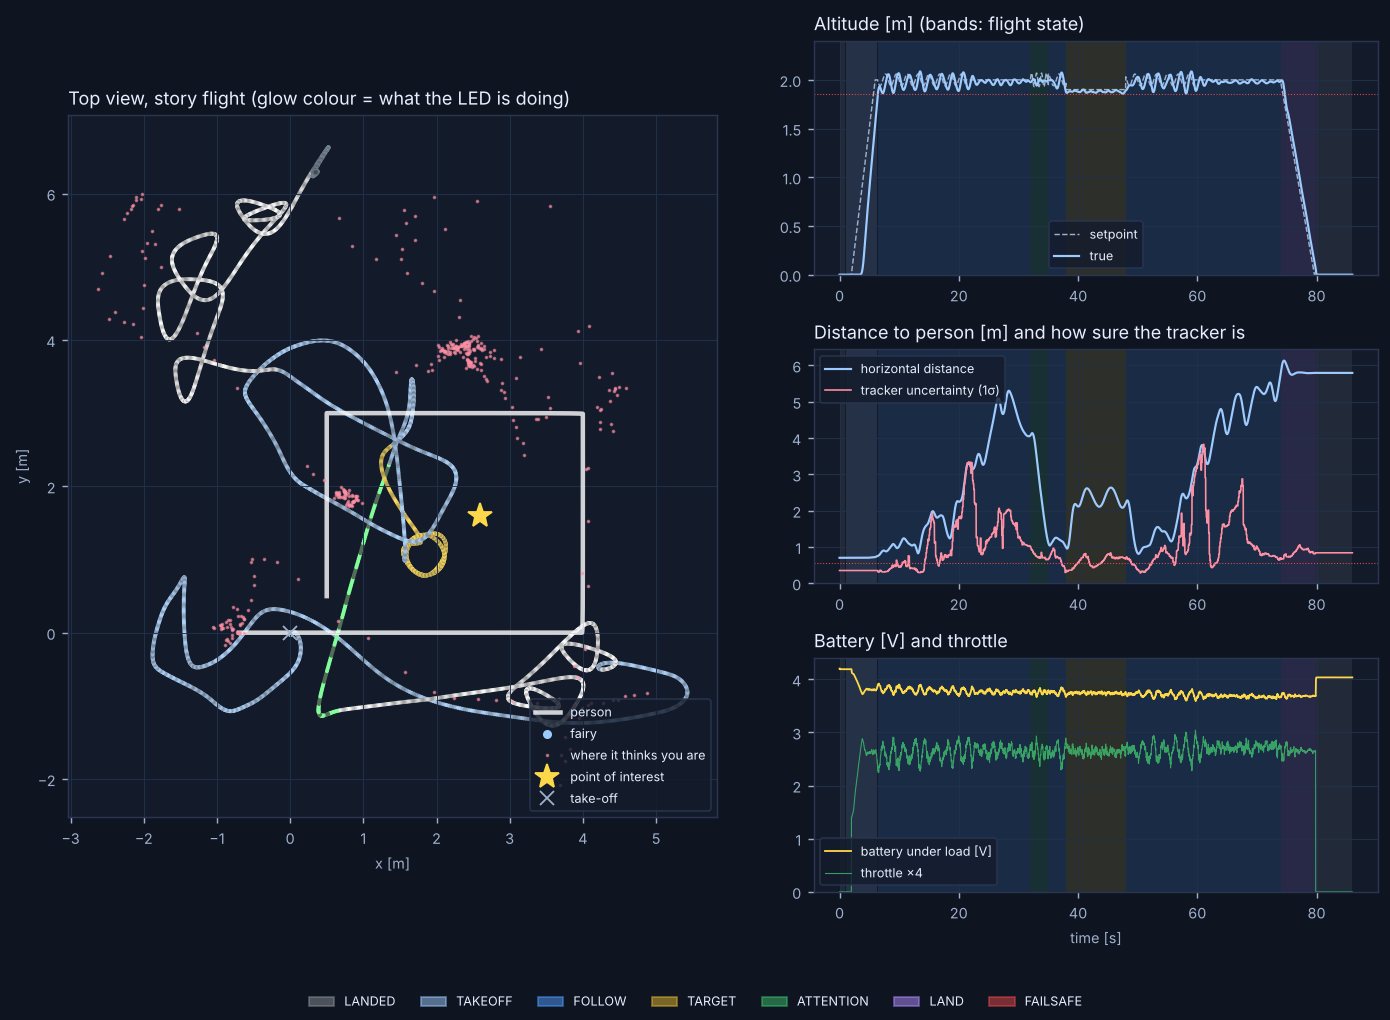 Top view, story flight (glow colour = what the LED is doing)
y [m]
6
4
2
0
−2
−3
−2
−1
0
1
2
3
4
5
x [m]
person
fairy
where it thinks you are
point of interest
take-off
Altitude [m] (bands: flight state)
2.0
1.5
1.0
0.5
0.0
setpoint
true
0
20
40
60
80
Distance to person [m] and how sure the tracker is
6
5
4
3
2
1
0
horizontal distance
tracker uncertainty (1σ)
0
20
40
60
80
Battery [V] and throttle
4
3
2
1
0
battery under load [V]
throttle ×4
0
20
40
60
80
time [s]
LANDED
TAKEOFF
FOLLOW
TARGET
ATTENTION
LAND
FAILSAFE